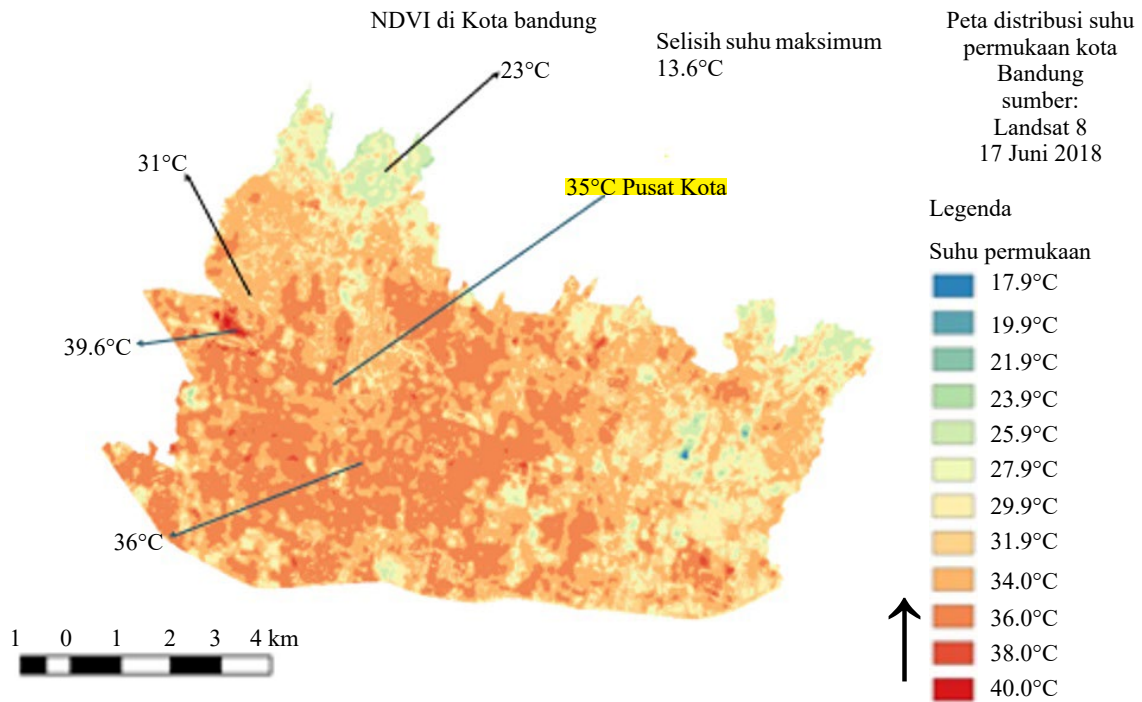 NDVI di Kota bandung
Selisih suhu maksimum
13.6°C
Peta distribusi suhu
permukaan kota
Bandung
sumber:
Landsat 8
17 Juni 2018
23°C
31°C
35°C Pusat Kota
39.6°C
36°C
Legenda
Suhu permukaan
17.9°C
19.9°C
21.9°C
23.9°C
25.9°C
27.9°C
29.9°C
31.9°C
34.0°C
36.0°C
38.0°C
40.0°C
1 0 1 2 3 4 km